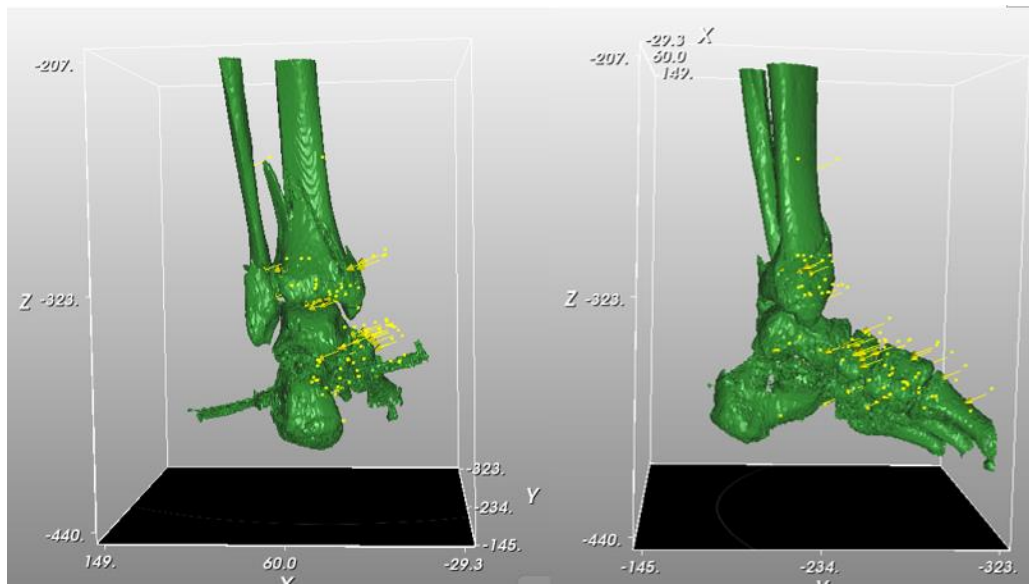 -207.
Z -323.
-440.
149. 60.0 -29.3
X
-323.
Y
-234.
-145.
-29.3 X
-207. 60.0
149.
Z -323.
-440.
-145. -234. -323.